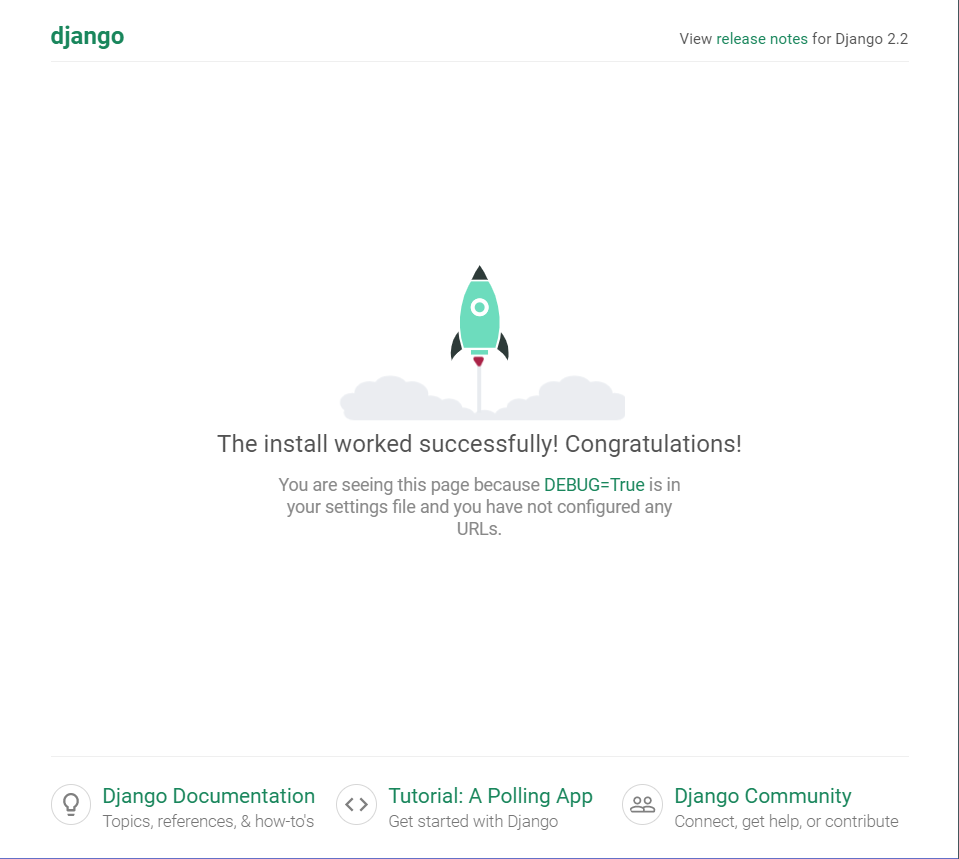 django
View release notes for Django 2.2
The install worked successfully! Congratulations!
You are seeing this page because DEBUG=True is in
your settings file and you have not configured any
URLs.
Django Documentation
Topics, references, & how-to's
Tutorial: A Polling App
Get started with Django
Django Community
Connect, get help, or contribute